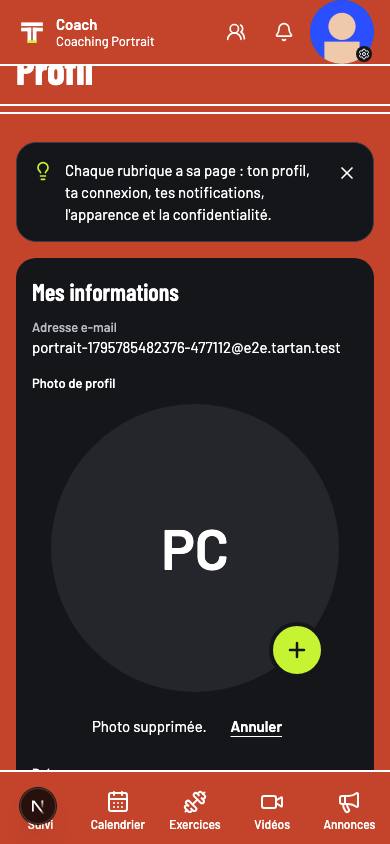 Coach
Coaching Portrait
Profil
Chaque rubrique a sa page : ton profil,
ta connexion, tes notifications,
l'apparence et la confidentialité.
Mes informations
Adresse e-mail
portrait-1795785482376-477112@e2e.tartan.test
Photo de profil
PC
Photo supprimée. Annuler
N
Suivi Calendrier Exercices Vidéos Annonces